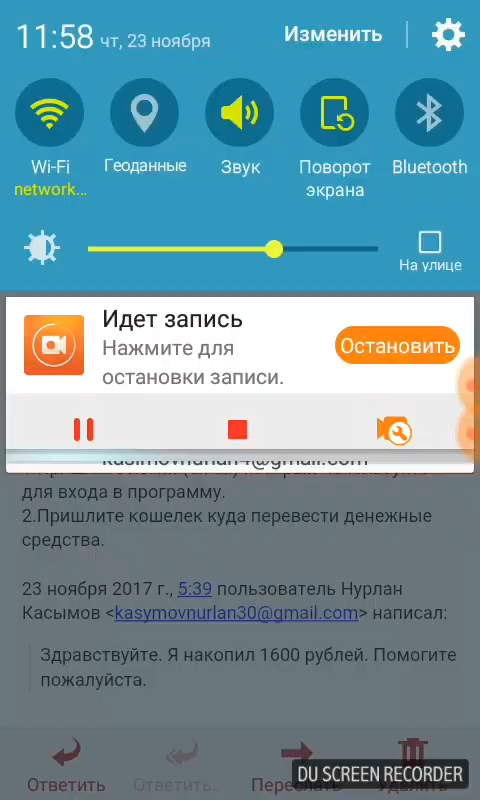 11:58 чт, 23 ноября
Изменить
Wi-Fi
network...
Геоданные
Звук
Поворот
экрана
Bluetooth
На улице
Идет запись
Нажмите для
остановки записи.
Остановить
для входа в программу.
2.Пришлите кошелек куда перевести денежные
средства.
23 ноября 2017 г., 5:39 пользователь Нурлан
Касымов <kasymovnurlan30@gmail.com> написал:
Здравствуйте. Я накопил 1600 рублей. Помогите
пожалуйста.
Ответить
Ответить..
Переслать
Удалить
DU SCREEN RECORDER